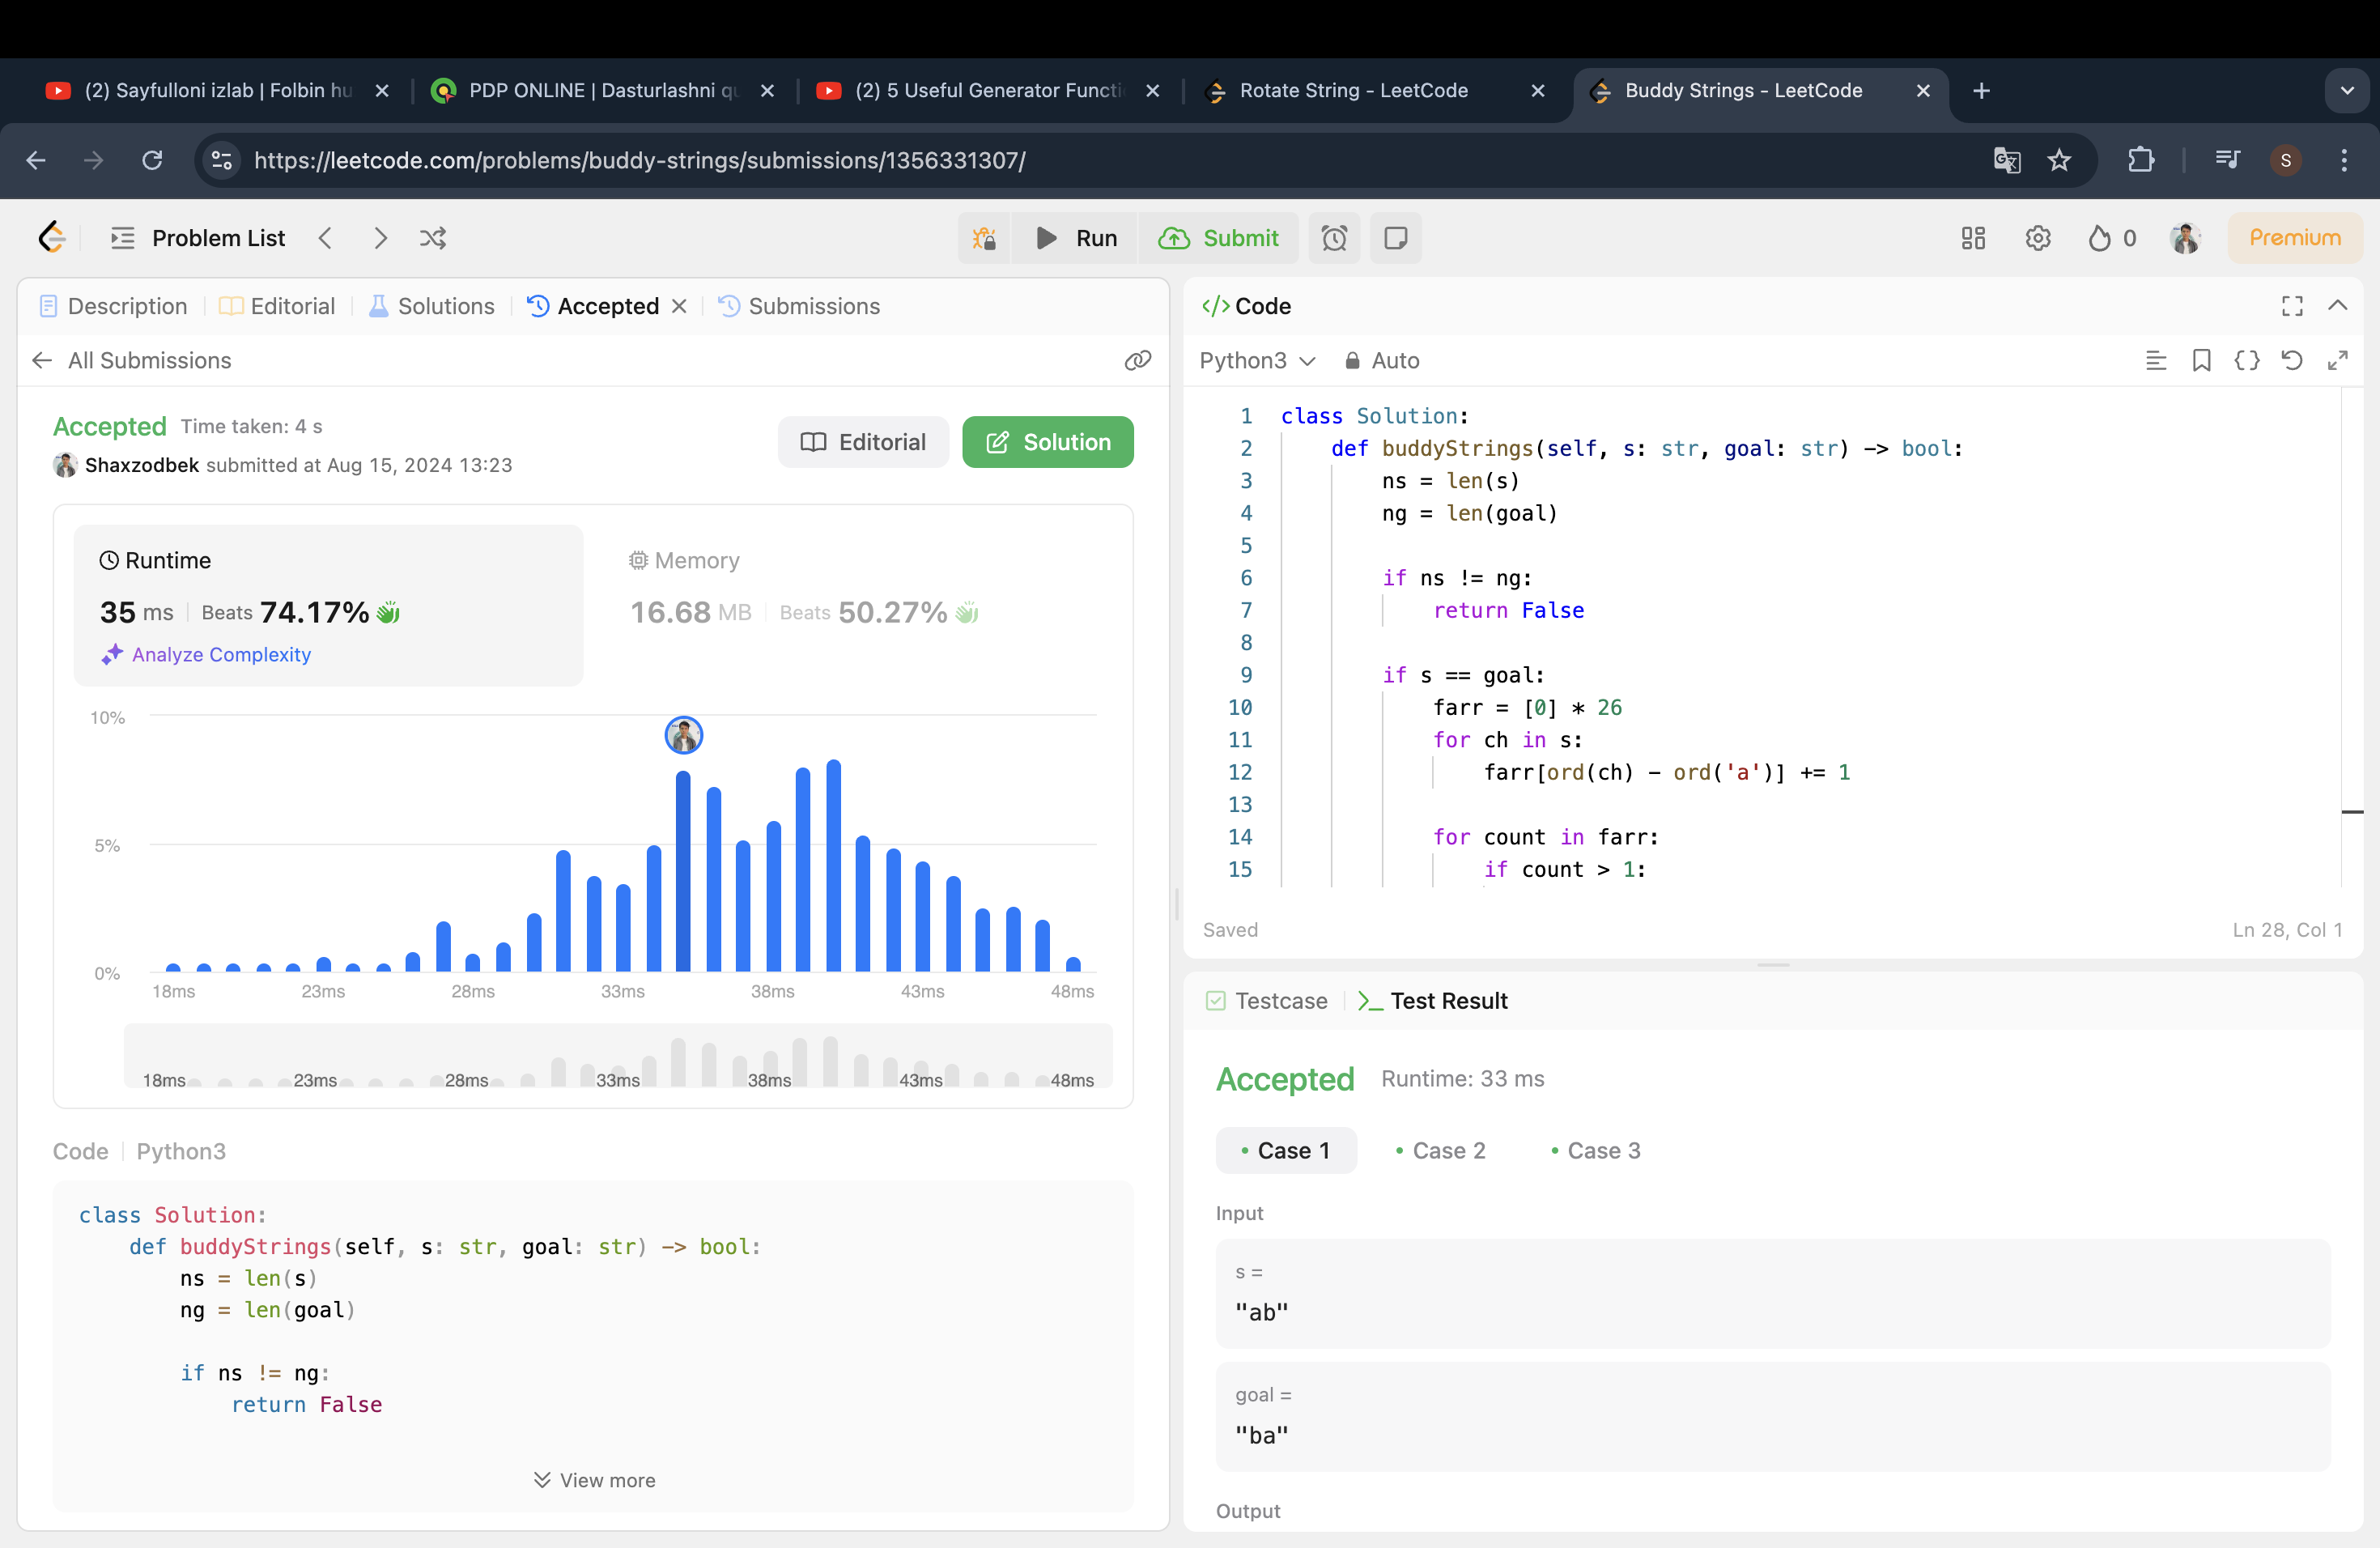 (2) Sayfulloni izlab | Folbin hu
PDP ONLINE | Dasturlashni qu
(2) 5 Useful Generator Functi
Rotate String - LeetCode
Buddy Strings - LeetCode
https://leetcode.com/problems/buddy-strings/submissions/1356331307/
S
Problem List
Run
Submit
0
Premium
Description
Editorial
Solutions
Accepted
Submissions
All Submissions
Accepted Time taken: 4 s
Shaxzodbek submitted at Aug 15, 2024 13:23
Editorial
Solution
Runtime
35 ms | Beats 74.17%
Analyze Complexity
Memory
16.68 MB | Beats 50.27%
10%
5%
0%
18ms 23ms 28ms 33ms 38ms 43ms 48ms
18ms 23ms 28ms 33ms 38ms 43ms 48ms
Code | Python3
class Solution:
    def buddyStrings(self, s: str, goal: str) -> bool:
        ns = len(s)
        ng = len(goal)
        if ns != ng:
            return False
View more
</> Code
Python3
Auto
1 class Solution:
2     def buddyStrings(self, s: str, goal: str) -> bool:
3         ns = len(s)
4         ng = len(goal)
5
6         if ns != ng:
7             return False
8
9         if s == goal:
10             farr = [0] * 26
11             for ch in s:
12                 farr[ord(ch) - ord('a')] += 1
13
14             for count in farr:
15                 if count > 1:
Saved
Ln 28, Col 1
Testcase
>_ Test Result
Accepted Runtime: 33 ms
• Case 1
• Case 2
• Case 3
Input
s =
"ab"
goal =
"ba"
Output